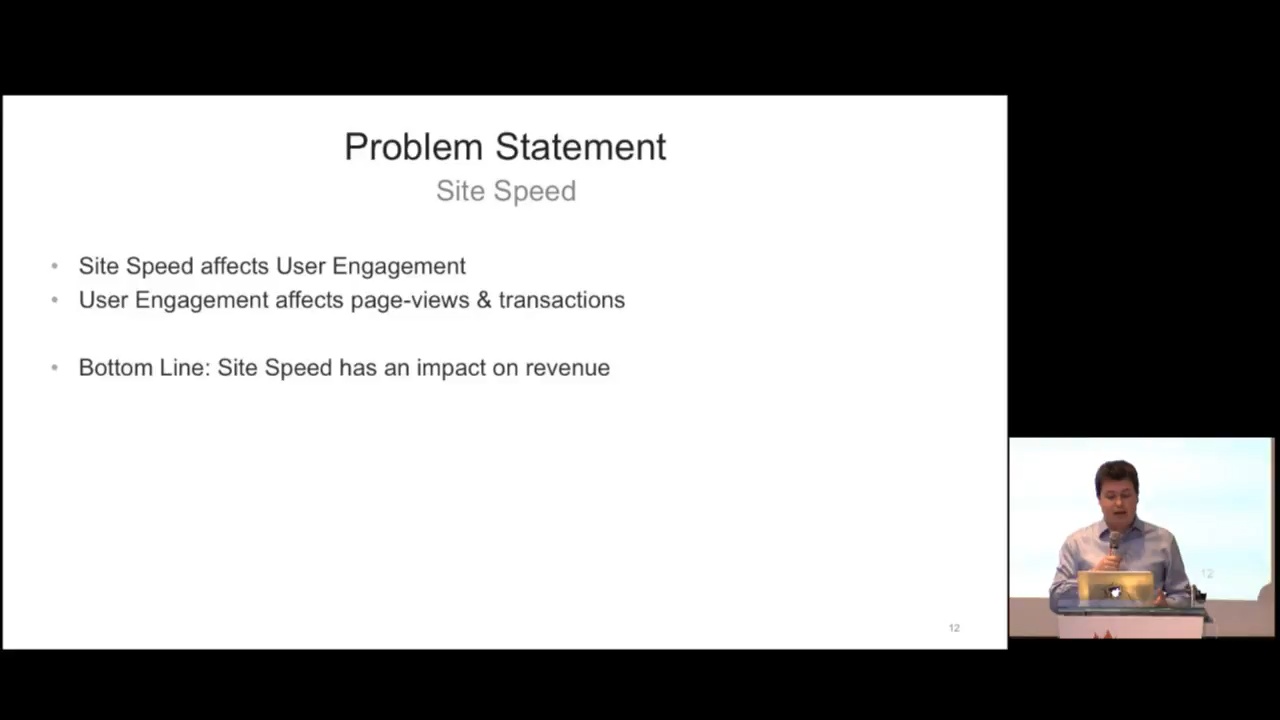 Problem Statement
Site Speed
• Site Speed affects User Engagement
• User Engagement affects page-views & transactions
• Bottom Line: Site Speed has an impact on revenue
12
12